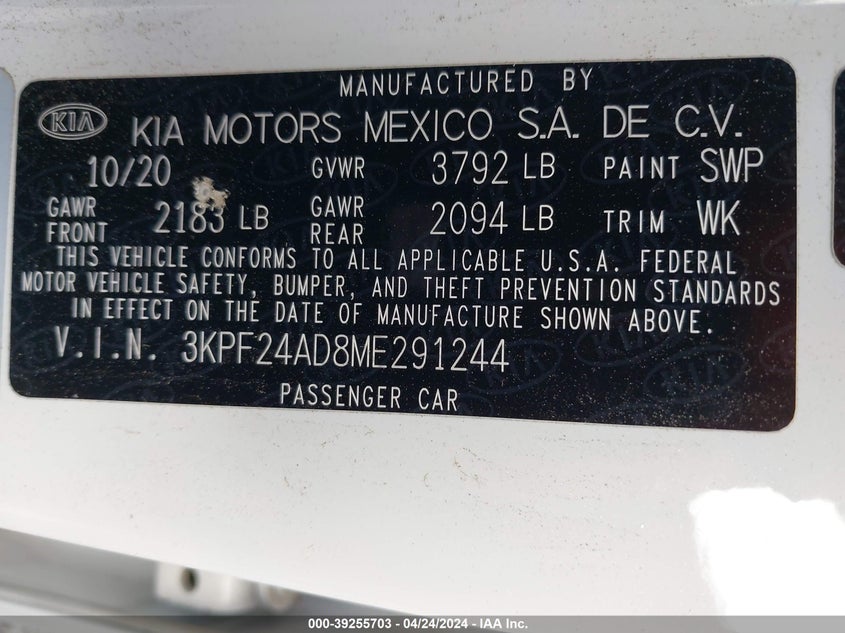 MANUFACTURED BY
KIA KIA MOTORS MEXICO S.A. DE C.V.
10/20 GVWR 3792 LB PAINT SWP
GAWR FRONT 2183 LB GAWR REAR 2094 LB TRIM WK
THIS VEHICLE CONFORMS TO ALL APPLICABLE U.S.A. FEDERAL
MOTOR VEHICLE SAFETY, BUMPER, AND THEFT PREVENTION STANDARDS
IN EFFECT ON THE DATE OF MANUFACTURE SHOWN ABOVE.
V.I.N. 3KPF24AD8ME291244
PASSENGER CAR
000-39255703 - 04/24/2024 - IAA Inc.